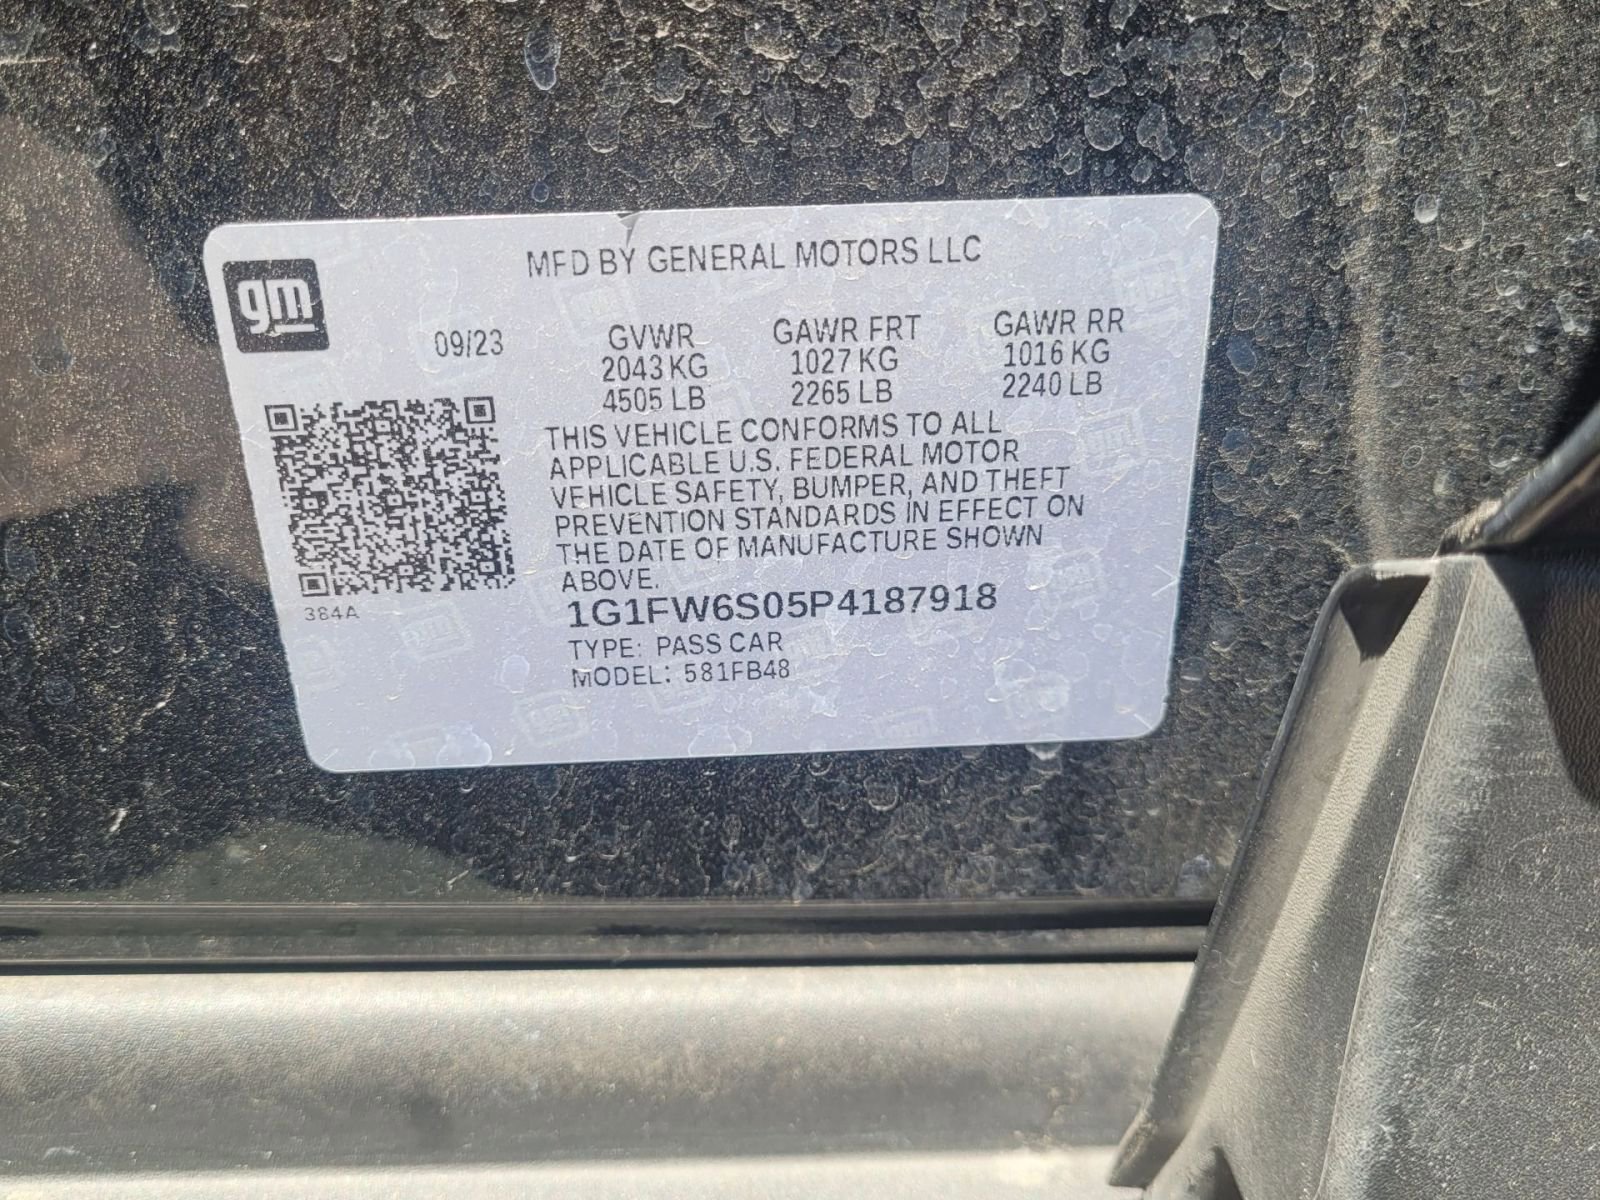 MFD BY GENERAL MOTORS LLC
gm
09/23
GVWR GAWR FRT GAWR RR
2043 KG 1027 KG 1016 KG
4505 LB 2265 LB 2240 LB
THIS VEHICLE CONFORMS TO ALL
APPLICABLE U.S. FEDERAL MOTOR
VEHICLE SAFETY, BUMPER, AND THEFT
PREVENTION STANDARDS IN EFFECT ON
THE DATE OF MANUFACTURE SHOWN
ABOVE.
384A
1G1FW6S05P4187918
TYPE: PASS CAR
MODEL: 581FB48